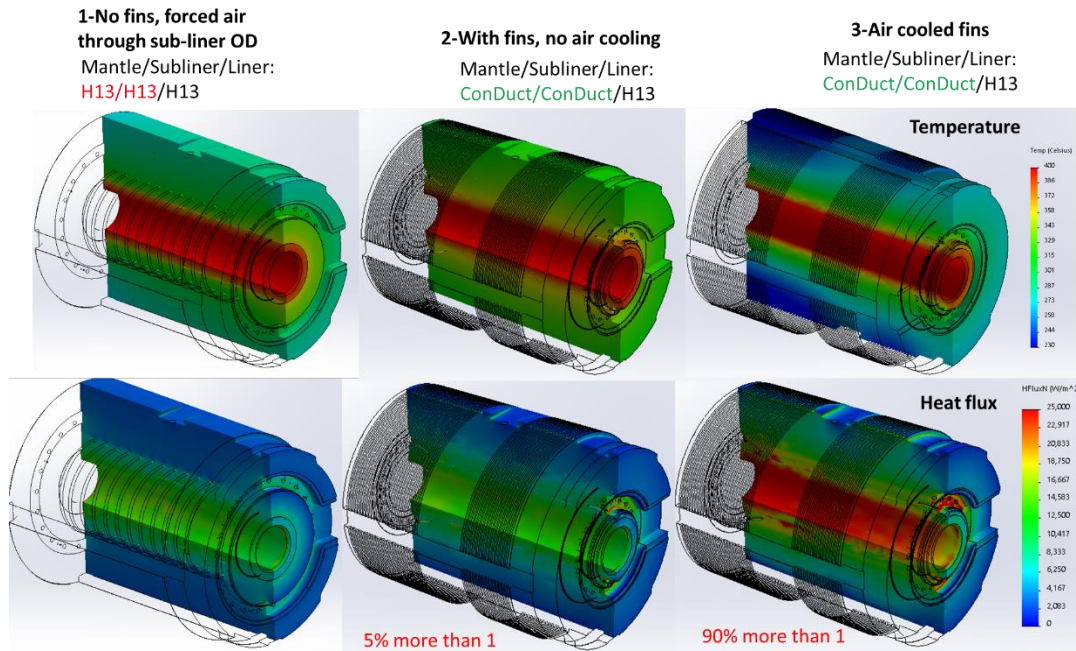 1-No fins, forced air
through sub-liner OD
Mantle/Subliner/Liner:
H13/H13/H13
2-With fins, no air cooling
Mantle/Subliner/Liner:
ConDuct/ConDuct/H13
3-Air cooled fins
Mantle/Subliner/Liner:
ConDuct/ConDuct/H13
Temperature
Temp (Celsius)
400
386
372
358
343
329
315
301
287
273
258
244
230
Heat flux
HFluxN (W/m^2
25,000
22,917
20,833
18,750
16,667
14,583
12,500
10,417
8,333
6,250
4,167
2,083
0
5% more than 1
90% more than 1